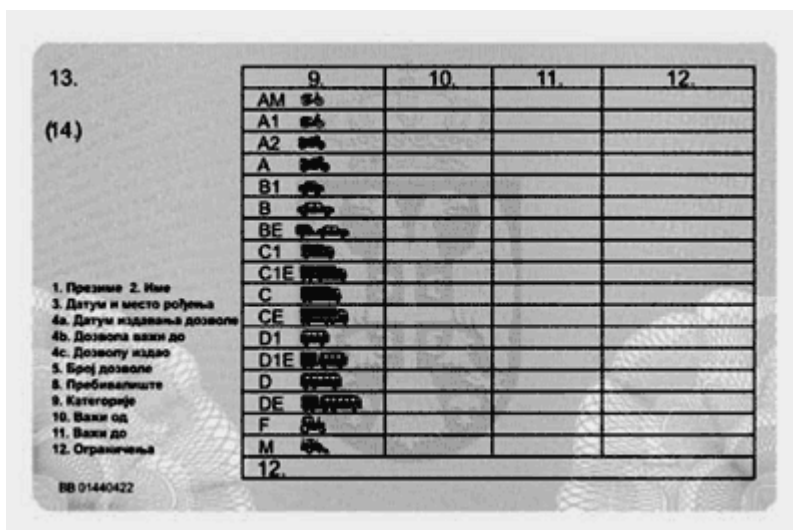 13.
(14.)
9. 10. 11. 12.
AM
A1
A2
A
B1
B
BE
C1
C1E
C
CE
D1
D1E
D
DE
F
M
12.
1. Презиме 2. Име
3. Датум и место рођења
4a. Датум издавања дозволе
4b. Дозвола важи до
4c. Дозволу издао
5. Број дозволе
8. Пребивалиште
9. Категорије
10. Важи од
11. Важи до
12. Ограничења
BB 01440422